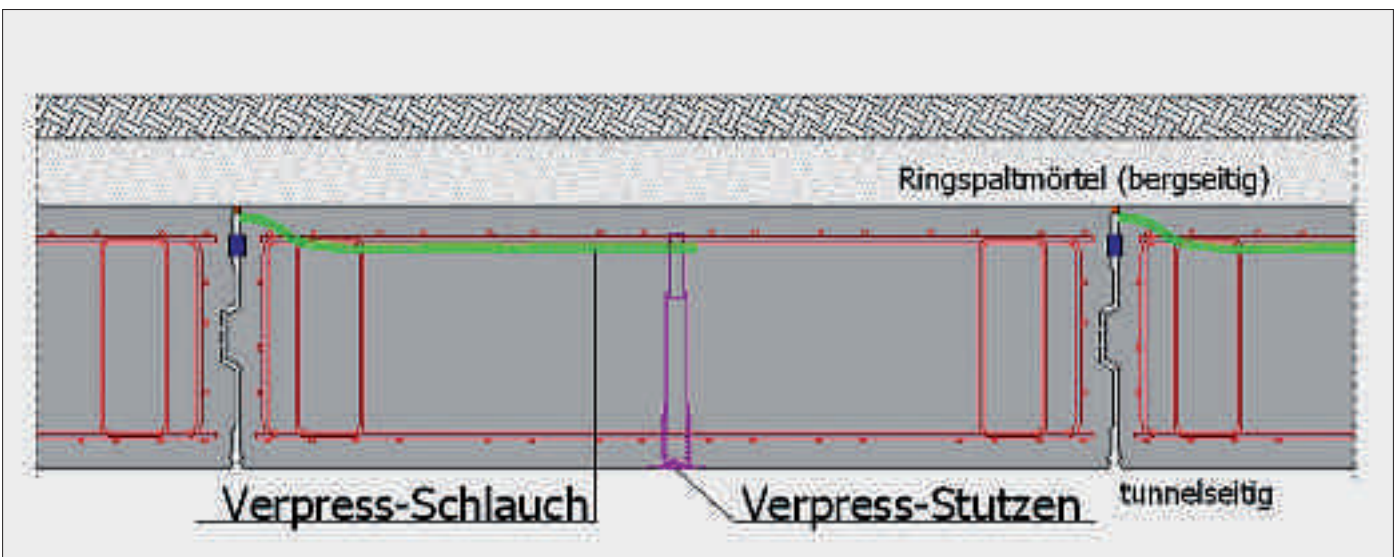 Ringspaltmörtel (bergseitig)
Verpress-Schlauch
Verpress-Stutzen
tunnelseitig